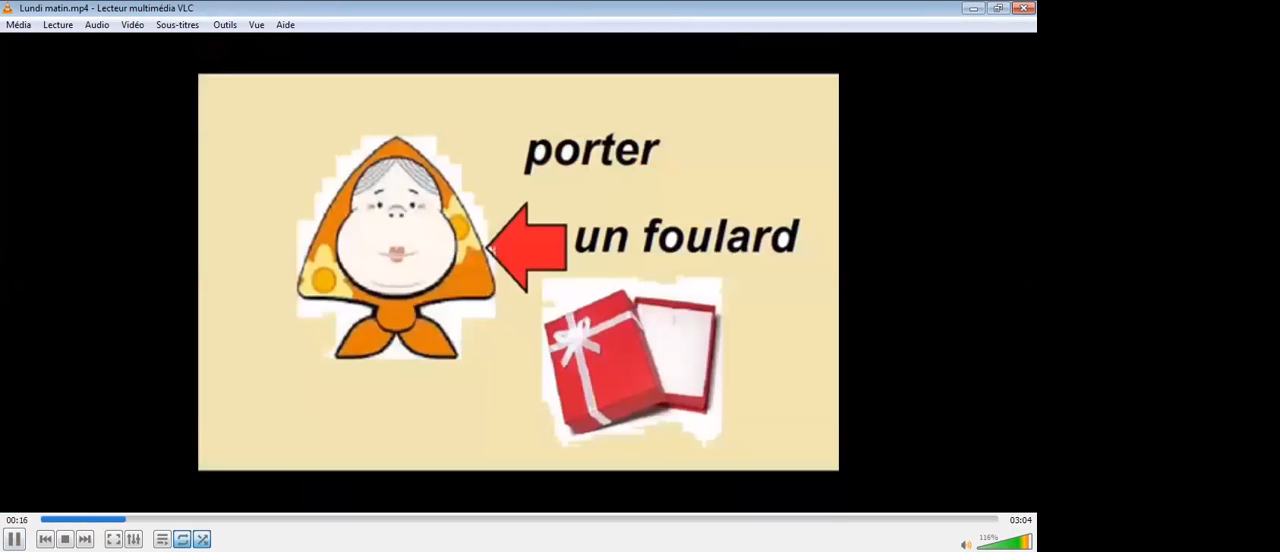 Lundi matin.mp4 - Lecteur multimédia VLC
Média Lecture Audio Vidéo Sous-titres Outils Vue Aide
porter
un foulard
00:16
03:04
116%